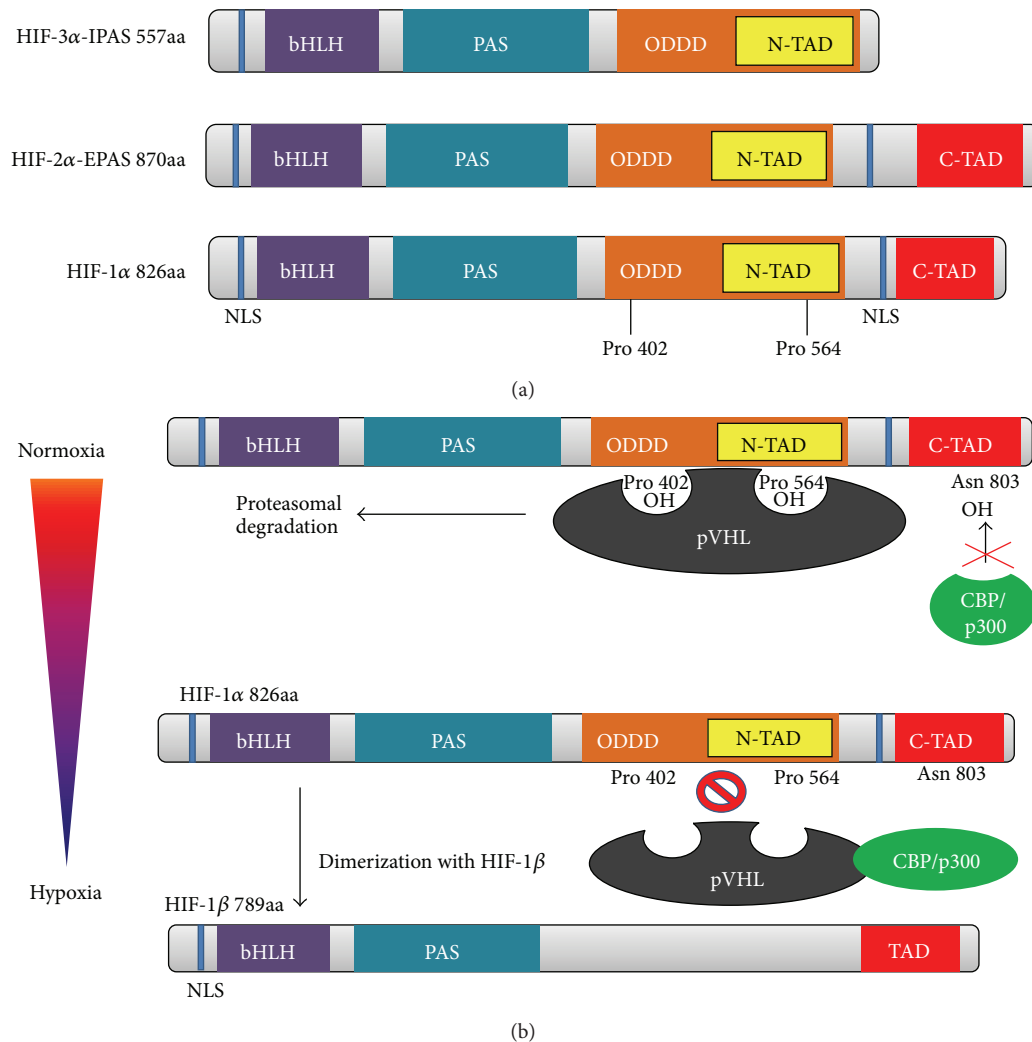 HIF-3α-IPAS 557aa
bHLH
PAS
ODDD
N-TAD
HIF-2α-EPAS 870aa
bHLH
PAS
ODDD
N-TAD
C-TAD
HIF-1α 826aa
bHLH
PAS
ODDD
N-TAD
C-TAD
NLS
NLS
Pro 402
Pro 564
(a)
Normoxia
bHLH
PAS
ODDD
N-TAD
C-TAD
Pro 402
OH
Pro 564
OH
Asn 803
OH
Proteasomal
degradation
pVHL
CBP/
p300
HIF-1α 826aa
bHLH
PAS
ODDD
N-TAD
C-TAD
Pro 402
Pro 564
Asn 803
Dimerization with HIF-1β
pVHL
CBP/p300
Hypoxia
HIF-1β 789aa
bHLH
PAS
TAD
NLS
(b)